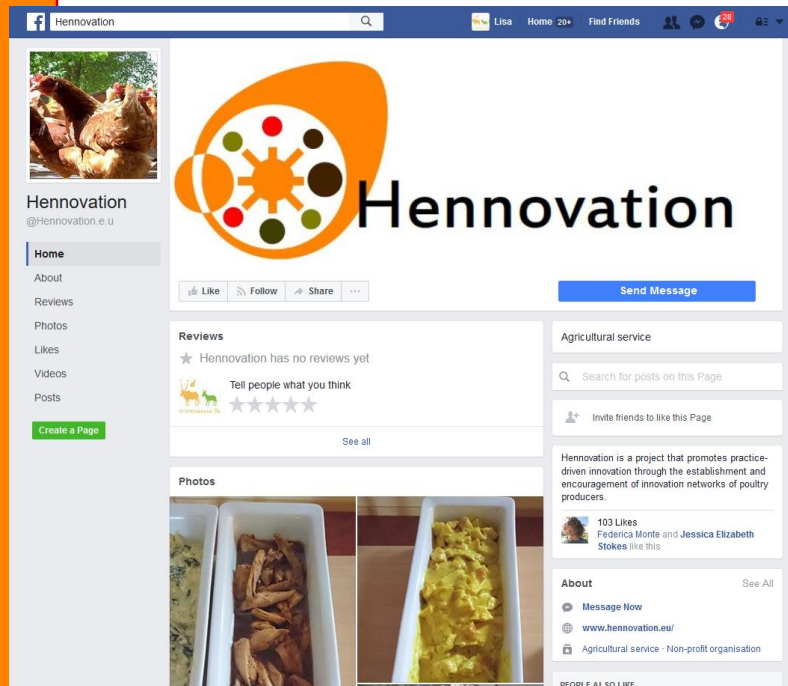 Hennovation
Lisa Home 20+ Find Friends
28
Hennovation
@Hennovation.e.u
Home
About
Reviews
Photos
Likes
Videos
Posts
Create a Page
Hennovation
Like Follow Share ...
Send Message
Reviews
Hennovation has no reviews yet
Tell people what you think
See all
Photos
Agricultural service
Search for posts on this Page
Invite friends to like this Page
Hennovation is a project that promotes practice-
driven innovation through the establishment and
encouragement of innovation networks of poultry
producers.
103 Likes
Federica Monte and Jessica Elizabeth
Stokes like this
About See All
Message Now
www.hennovation.eu/
Agricultural service · Non-profit organisation
PEOPLE ALSO LIKE